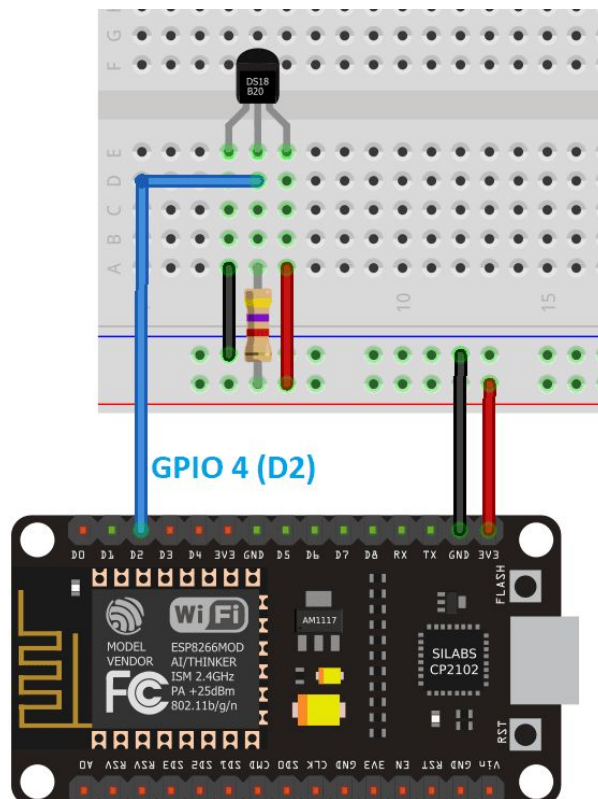 G
F
DS18
B20
E
D
C
B
A
10
15
GPIO 4 (D2)
D0 D1 D2 D3 D4 3V3 GND D5 D6 D7 D8 RX TX GND 3V3
FLASH
WiFi
MODEL
VENDOR
ESP8266MOD
AI/THINKER
ISM 2.4GHz
PA +25dBm
802.11b/g/n
FC
AM1117
SILABS
CP2102
RST
A0 RSV RSV SD3 SD2 SD1 CMD SD0 CLK GND 3V3 EN RST GND Vin